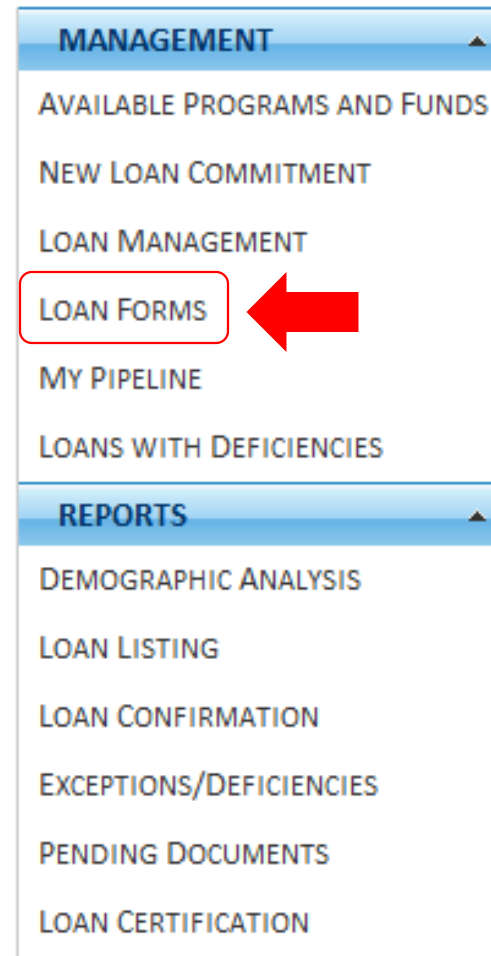 MANAGEMENT
AVAILABLE PROGRAMS AND FUNDS
NEW LOAN COMMITMENT
LOAN MANAGEMENT
LOAN FORMS
MY PIPELINE
LOANS WITH DEFICIENCIES
REPORTS
DEMOGRAPHIC ANALYSIS
LOAN LISTING
LOAN CONFIRMATION
EXCEPTIONS/DEFICIENCIES
PENDING DOCUMENTS
LOAN CERTIFICATION